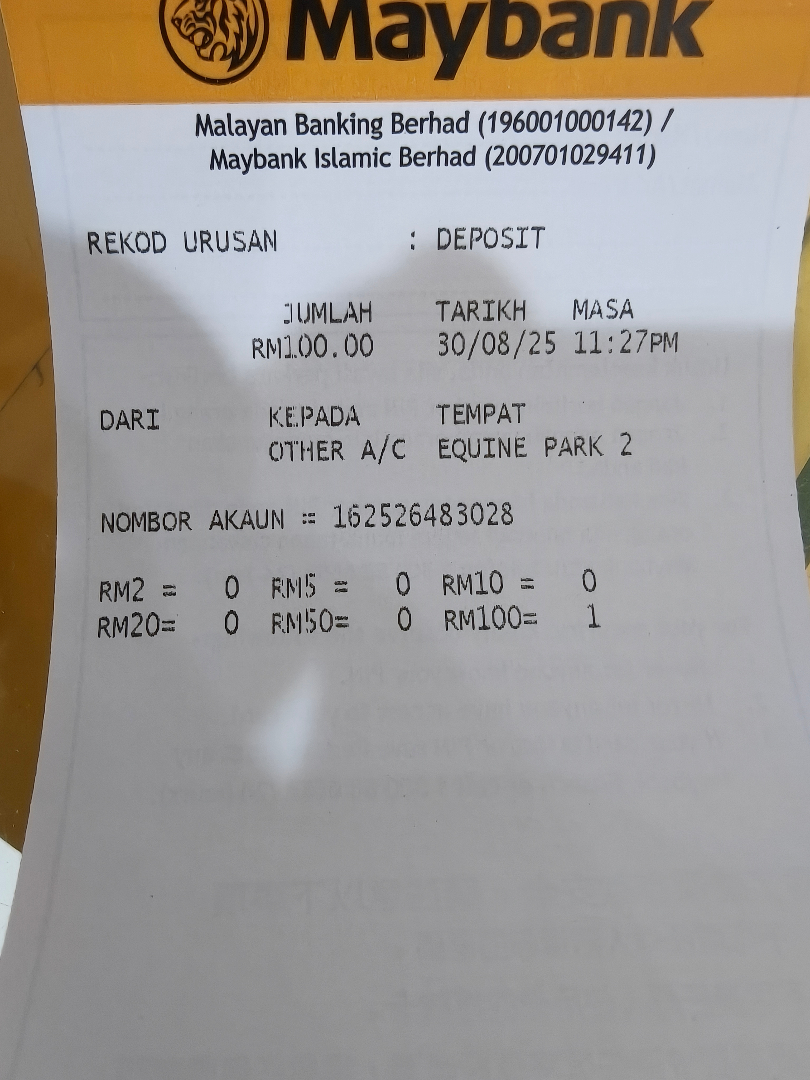 Maybank
Malayan Banking Berhad (196001000142) /
Maybank Islamic Berhad (200701029411)
REKOD URUSAN : DEPOSIT
JUMLAH TARIKH MASA
RM100.00 30/08/25 11:27PM
DARI KEPADA TEMPAT
OTHER A/C EQUINE PARK 2
NOMBOR AKAUN = 162526483028
RM2 = 0 RM5 = 0 RM10 = 0
RM20= 0 RM50= 0 RM100= 1